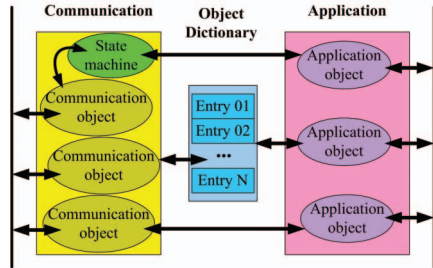 Communication
Object
Dictionary
Application
State
machine
Communication
object
Communication
object
Communication
object
Entry 01
Entry 02
...
Entry N
Application
object
Application
object
Application
object